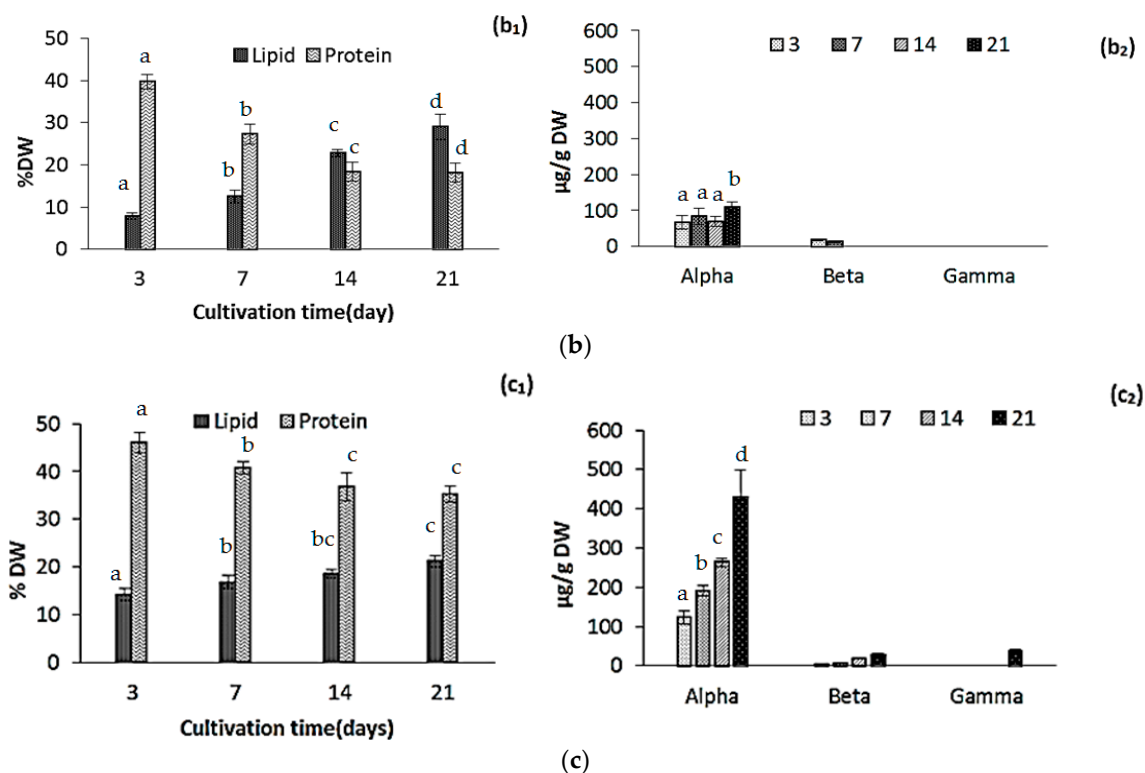 (b₁)
50
40
30
20
10
0
%DW
Lipid Protein
a
a
b
b
c
c
d
d
3 7 14 21
Cultivation time(day)
(b₂)
600
500
400
300
200
100
0
µg/g DW
3 7 14 21
a a a b
Alpha Beta Gamma
(b)
(c₁)
50
40
30
20
10
0
% DW
Lipid Protein
a
a
b
b
bc
c
c
c
3 7 14 21
Cultivation time(days)
(c₂)
600
500
400
300
200
100
0
µg/g DW
3 7 14 21
a
b
c
d
Alpha Beta Gamma
(c)